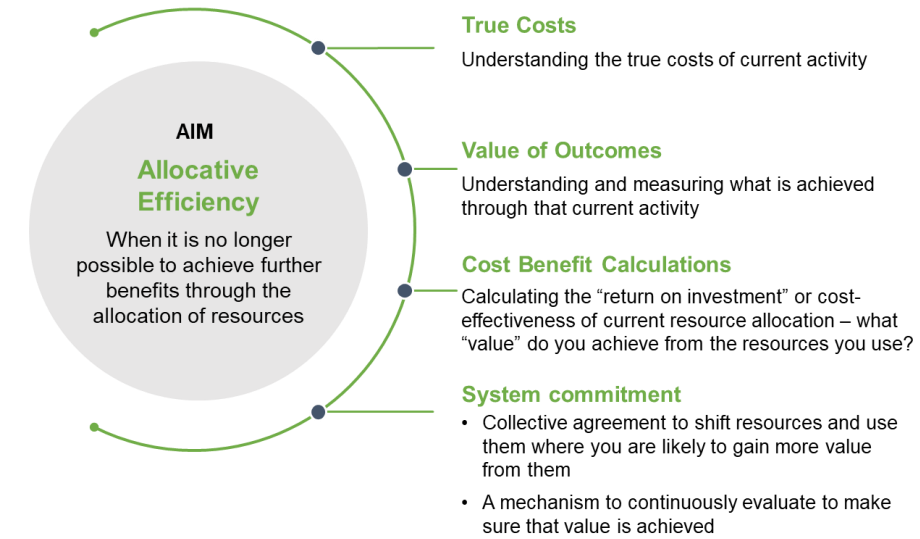 AIM
Allocative
Efficiency
When it is no longer
possible to achieve further
benefits through the
allocation of resources
True Costs
Understanding the true costs of current activity
Value of Outcomes
Understanding and measuring what is achieved
through that current activity
Cost Benefit Calculations
Calculating the “return on investment” or cost-
effectiveness of current resource allocation – what
“value” do you achieve from the resources you use?
System commitment
• Collective agreement to shift resources and use
them where you are likely to gain more value
from them
• A mechanism to continuously evaluate to make
sure that value is achieved